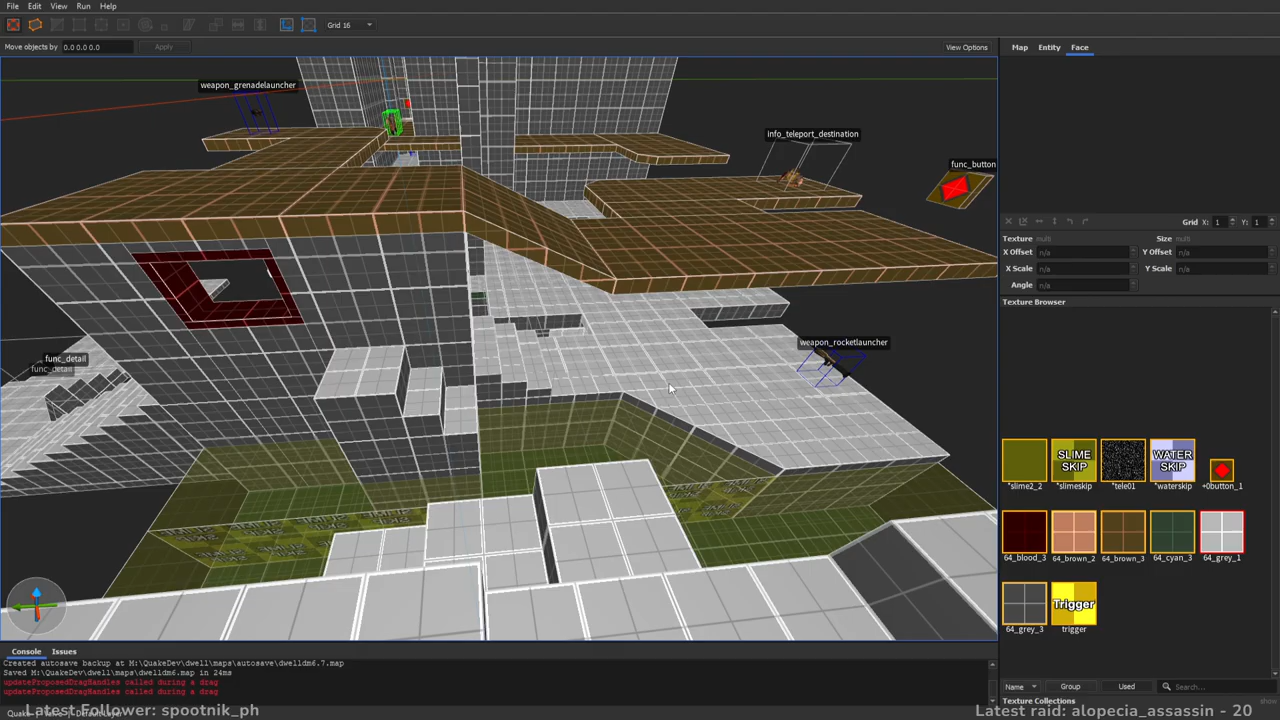 File Edit View Run Help
Grid 16
Move objects by 0.0 0.0 0.0 Apply View Options
Map Entity Face
weapon_grenadelauncher
info_teleport_destination
func_button
weapon_rocketlauncher
func_detail
func_detail
Grid X: 1 Y: 1
Texture multi Size multi
X Offset n/a Y Offset n/a
X Scale n/a Y Scale n/a
Angle n/a
Texture Browser
SLIME SKIP
WATER SKIP
*slime2_2 *slimeskip *tele01 *waterskip +0button_1
64_blood_3 64_brown_2 64_brown_3 64_cyan_3 64_grey_1
Trigger
64_grey_3 trigger
Console Issues
Created autosave backup at M:\QuakeDev\dwell\maps\autosave\dwelldm6.7.map
Saved M:\QuakeDev\dwell\maps\dwelldm6.map in 24ms
updateProposedDragHandles called during a drag
updateProposedDragHandles called during a drag
Name Group Used Search...
Texture Collections show
Latest Follower: spootnik_ph
Latest raid: alopecia_assassin - 20